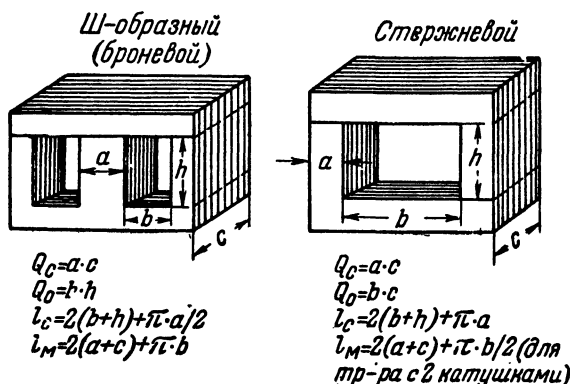 Ш-образный
(броневой)
a
h
b
c
Qc=a·c
Qo=b·h
lc=2(b+h)+π·a/2
lм=2(a+c)+π·b
Стержневой
a
h
b
c
Qc=a·c
Qo=b·c
lc=2(b+h)+π·a
lм=2(a+c)+π·b/2(для
тр-ра с 2 катушками)